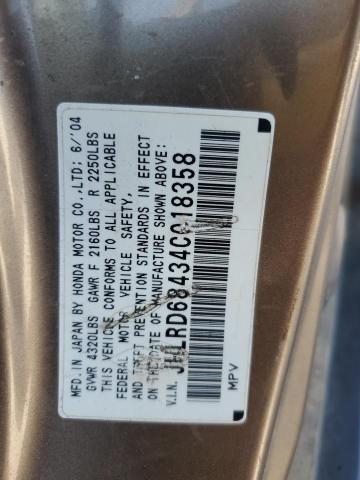 MFD.IN JAPAN BY HONDA MOTOR CO.,LTD; 6/'04
GVWR 4320LBS GAWR F 2160LBS R 2250LBS
THIS VEHICLE CONFORMS TO ALL APPLICABLE
FEDERAL MOTOR VEHICLE SAFETY,
AND THEFT PREVENTION STANDARDS IN EFFECT
ON THE DATE OF MANUFACTURE SHOWN ABOVE:
V.I.N. JHLRD68434C018358
MPV